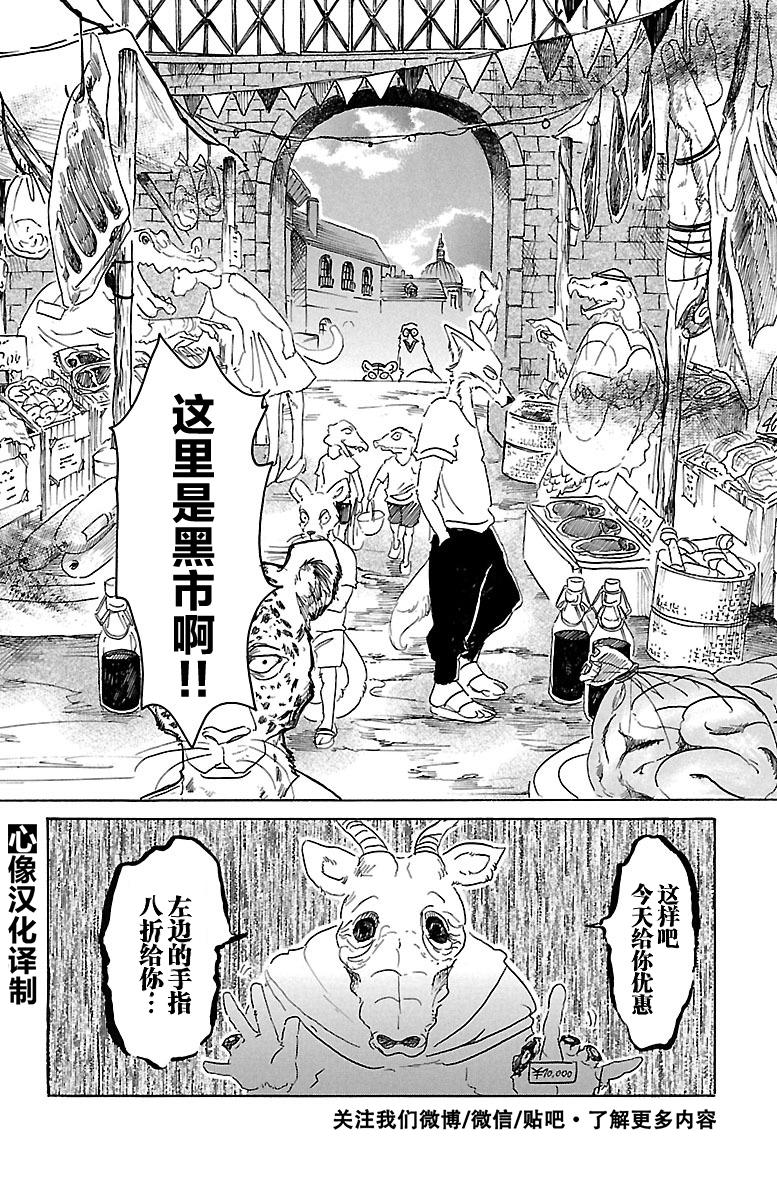 这里是黑市啊!!
这样吧
今天给你优惠
左边的手指
八折给你…
¥10,000
心像汉化译制
关注我们微博/微信/贴吧·了解更多内容